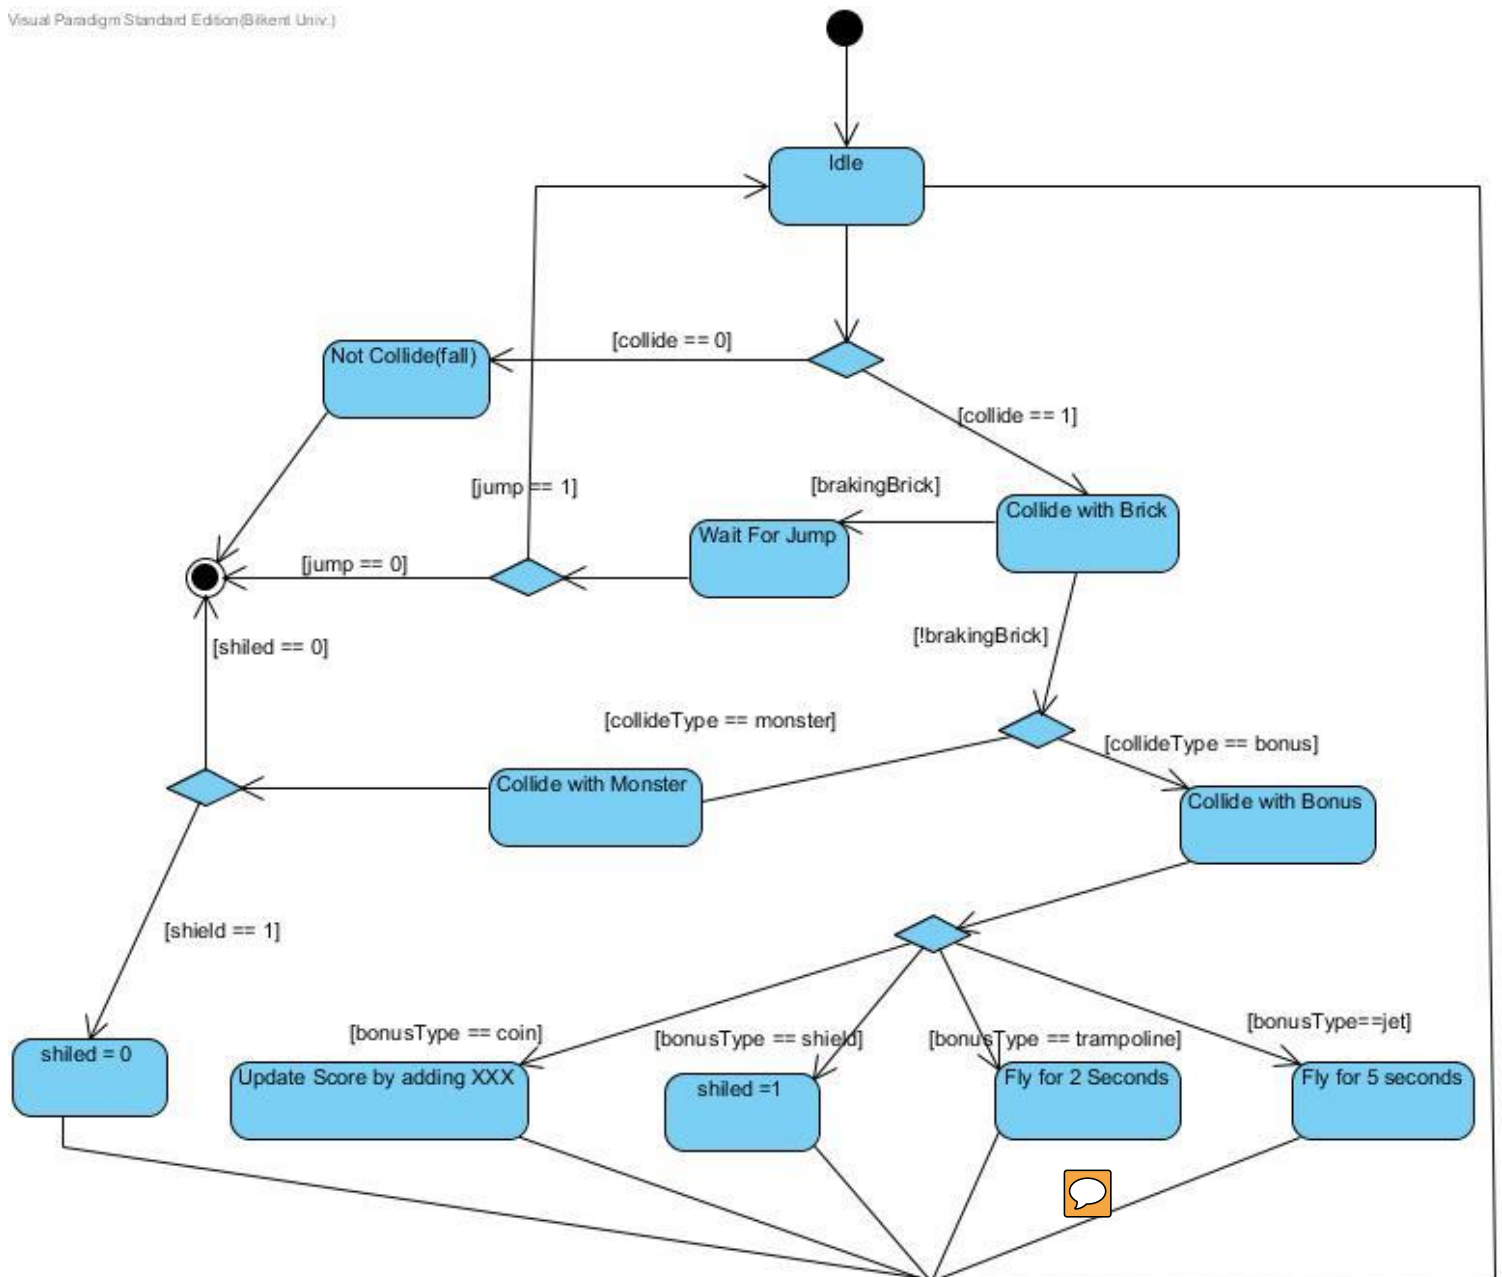 Visual Paradigm Standard Edition(Bilkent Univ.)
Idle
[collide == 0]
Not Collide(fall)
[collide == 1]
[jump == 1]
[brakingBrick]
Collide with Brick
Wait For Jump
[jump == 0]
[shiled == 0]
[!brakingBrick]
[collideType == monster]
[collideType == bonus]
Collide with Monster
Collide with Bonus
[shield == 1]
[bonusType == coin]
[bonusType == shield]
[bonusType == trampoline]
[bonusType==jet]
shiled = 0
Update Score by adding XXX
shiled =1
Fly for 2 Seconds
Fly for 5 seconds